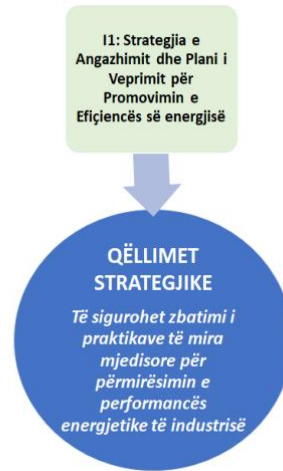 I1: Strategjia e
Angazhimit dhe Plani i
Veprimit për
Promovimin e
Efiçiencës së energjisë
QËLLIMET
STRATEGJIKE
Të sigurohet zbatimi i
praktikave të mira
mjedisore për
përmirësimin e
performancës
energjetike të industrisë